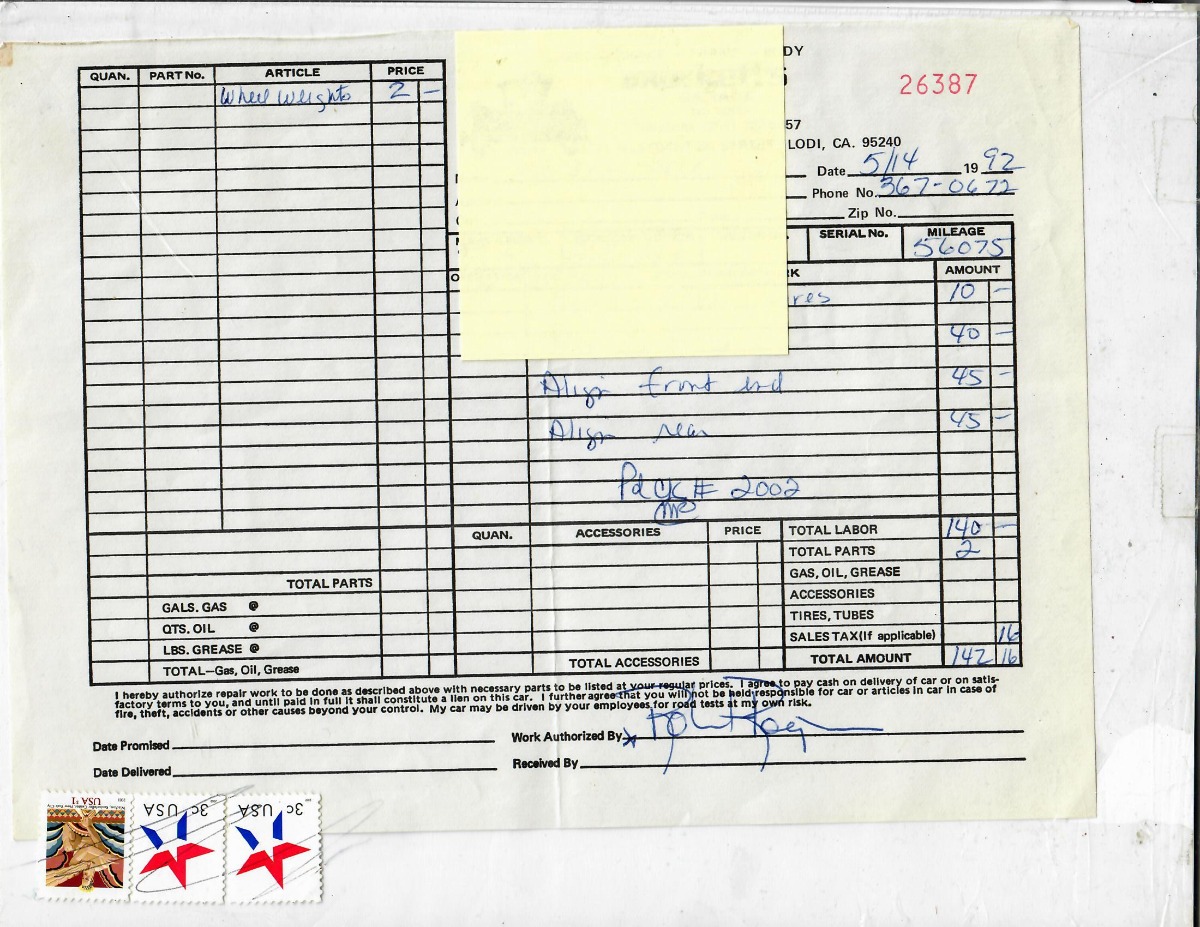 QUAN. PART No. ARTICLE PRICE
Wheel Weights 2 –
DY
26387
57
LODI, CA. 95240
Date 5/14 19 92
Phone No. 367-0672
Zip No.
SERIAL No. MILEAGE
56075
RK AMOUNT
res 10 –
40 –
Align front end 45 –
Align rear 45 –
Pd CK# 2002
QUAN. ACCESSORIES PRICE
TOTAL LABOR 140 –
TOTAL PARTS 2
GAS, OIL, GREASE
ACCESSORIES
TIRES, TUBES
SALES TAX (If applicable) 16
TOTAL AMOUNT 142 16
TOTAL PARTS
GALS. GAS @
QTS. OIL @
LBS. GREASE @
TOTAL—Gas, Oil, Grease
TOTAL ACCESSORIES
I hereby authorize repair work to be done as described above with necessary parts to be listed at your regular prices. I agree to pay cash on delivery of car or on satis-
factory terms to you, and until paid in full it shall constitute a lien on this car. I further agree that you will not be held responsible for car or articles in car in case of
fire, theft, accidents or other causes beyond your control. My car may be driven by your employees for road tests at my own risk.
Date Promised
Work Authorized By
Date Delivered
Received By
USA $1
3c USA
3c USA